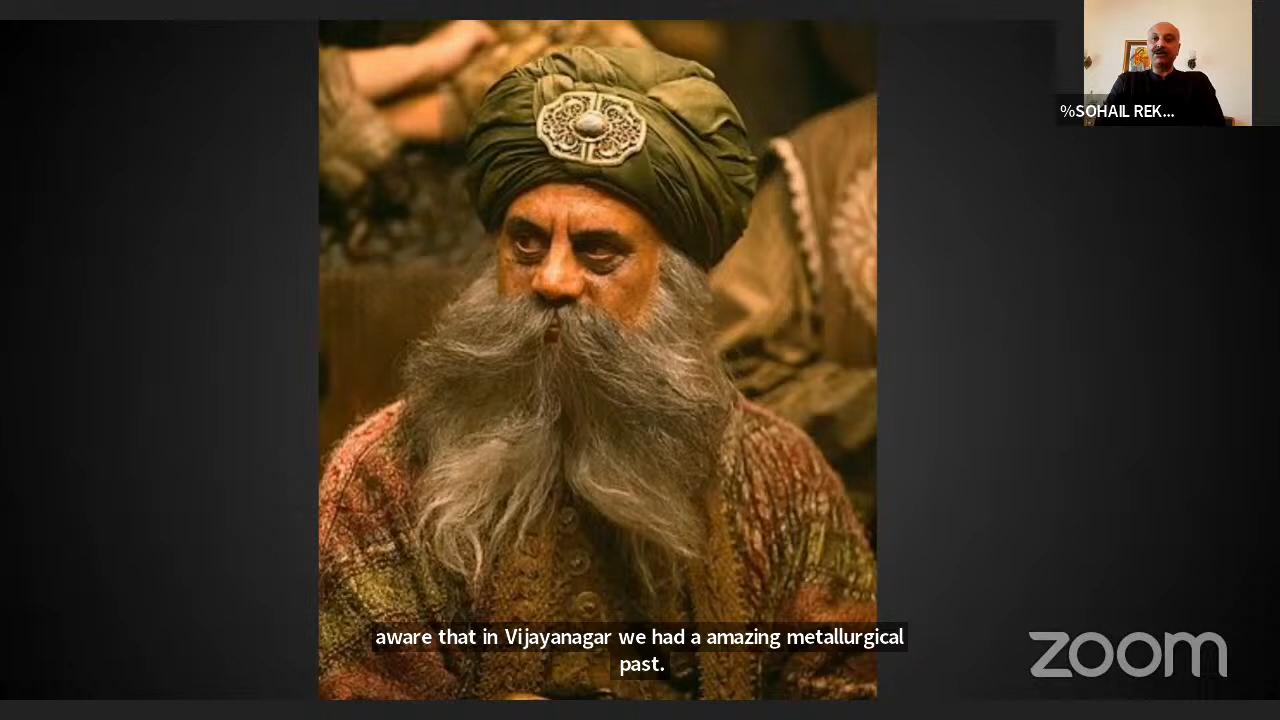 %SOHAIL REK...
aware that in Vijayanagar we had a amazing metallurgical
past.
zoom